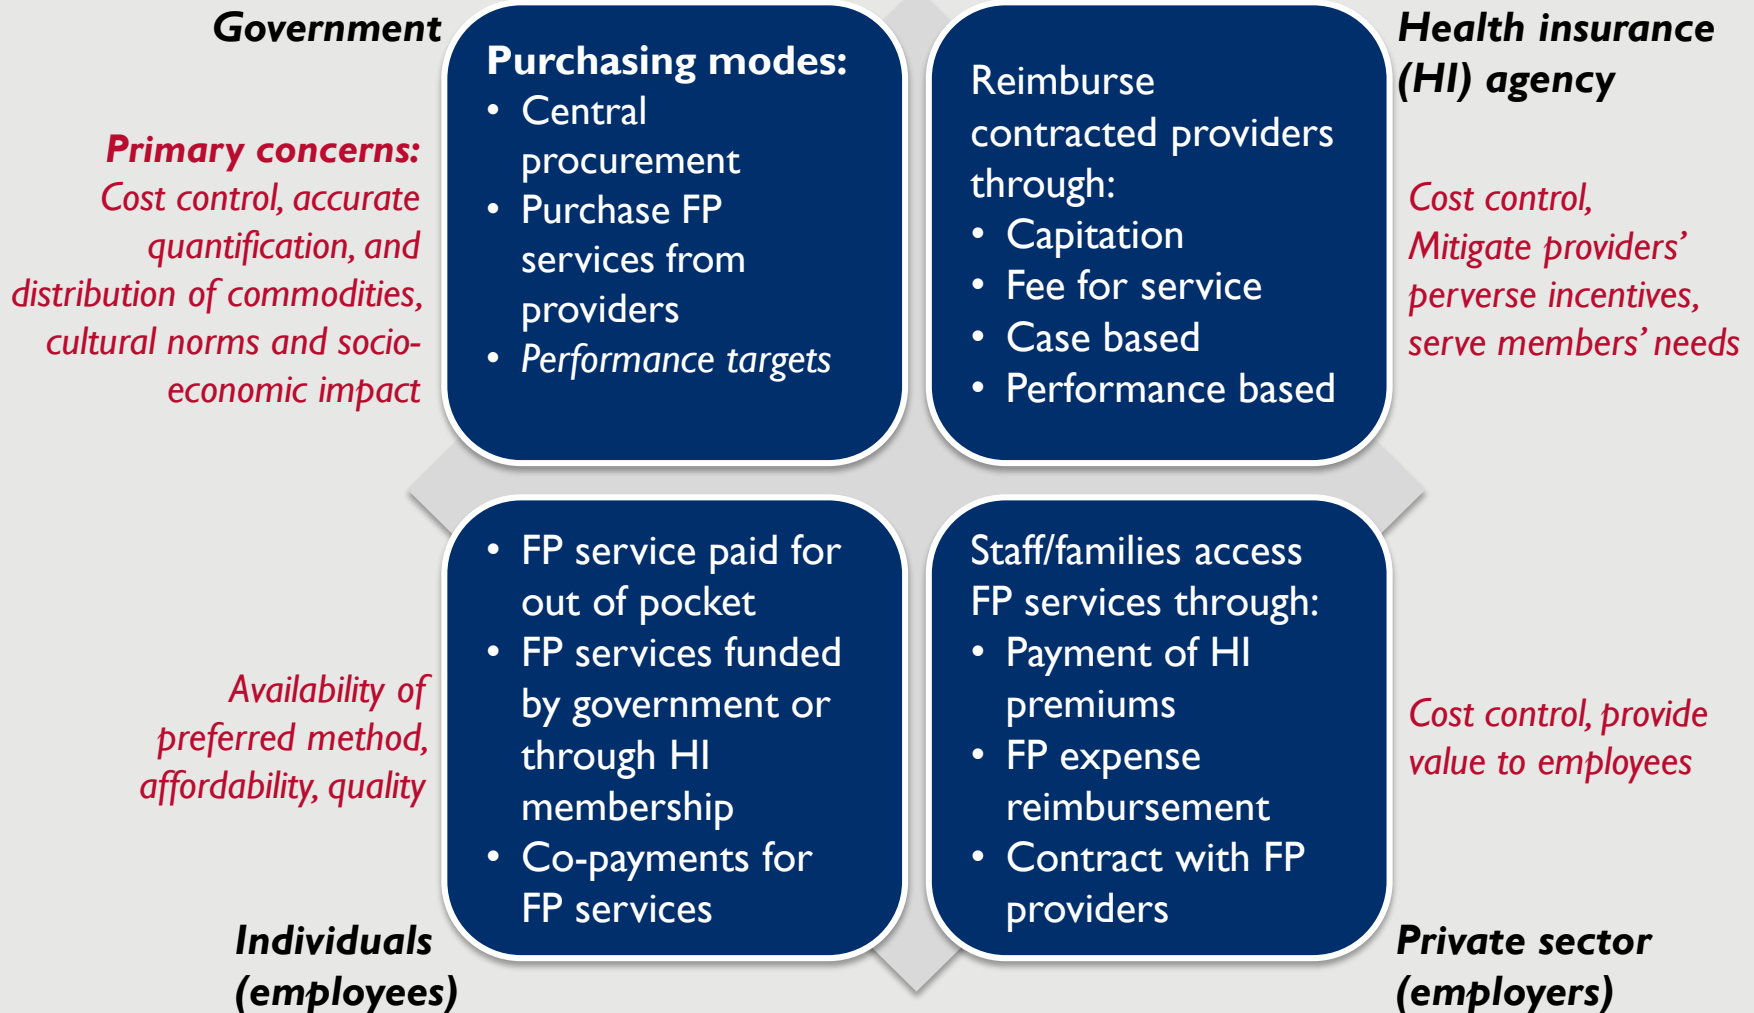 Government
Primary concerns:
Cost control, accurate
quantification, and
distribution of commodities,
cultural norms and socio-
economic impact
Purchasing modes:
• Central
procurement
• Purchase FP
services from
providers
• Performance targets
Reimburse
contracted providers
through:
• Capitation
• Fee for service
• Case based
• Performance based
Health insurance
(HI) agency
Cost control,
Mitigate providers’
perverse incentives,
serve members’ needs
Availability of
preferred method,
affordability, quality
Individuals
(employees)
• FP service paid for
out of pocket
• FP services funded
by government or
through HI
membership
• Co-payments for
FP services
Staff/families access
FP services through:
• Payment of HI
premiums
• FP expense
reimbursement
• Contract with FP
providers
Cost control, provide
value to employees
Private sector
(employers)